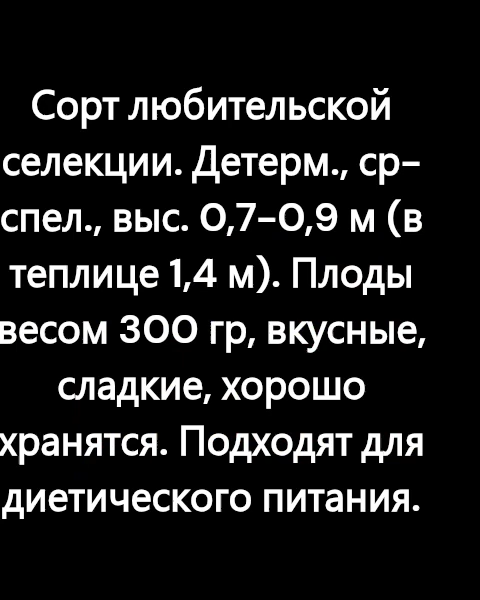 Сорт любительской
селекции. Детерм., ср-
спел., выс. 0,7-0,9 м (в
теплице 1,4 м). Плоды
весом 300 гр, вкусные,
сладкие, хорошо
хранятся. Подходят для
диетического питания.